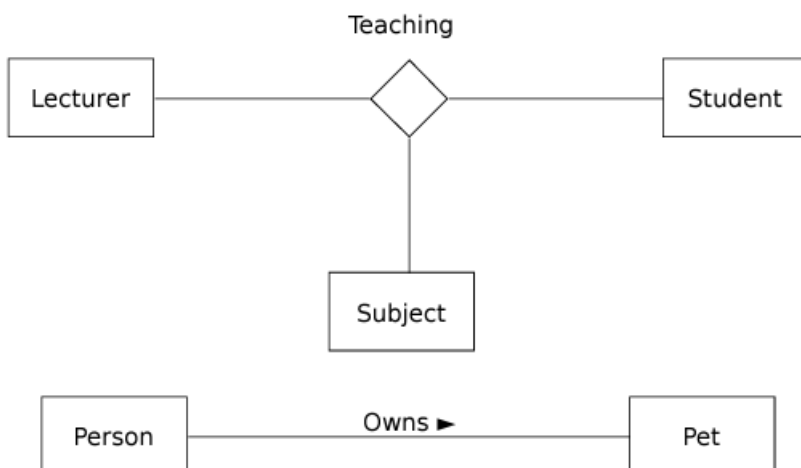 Teaching
Lecturer
Student
Subject
Owns ►
Person
Pet